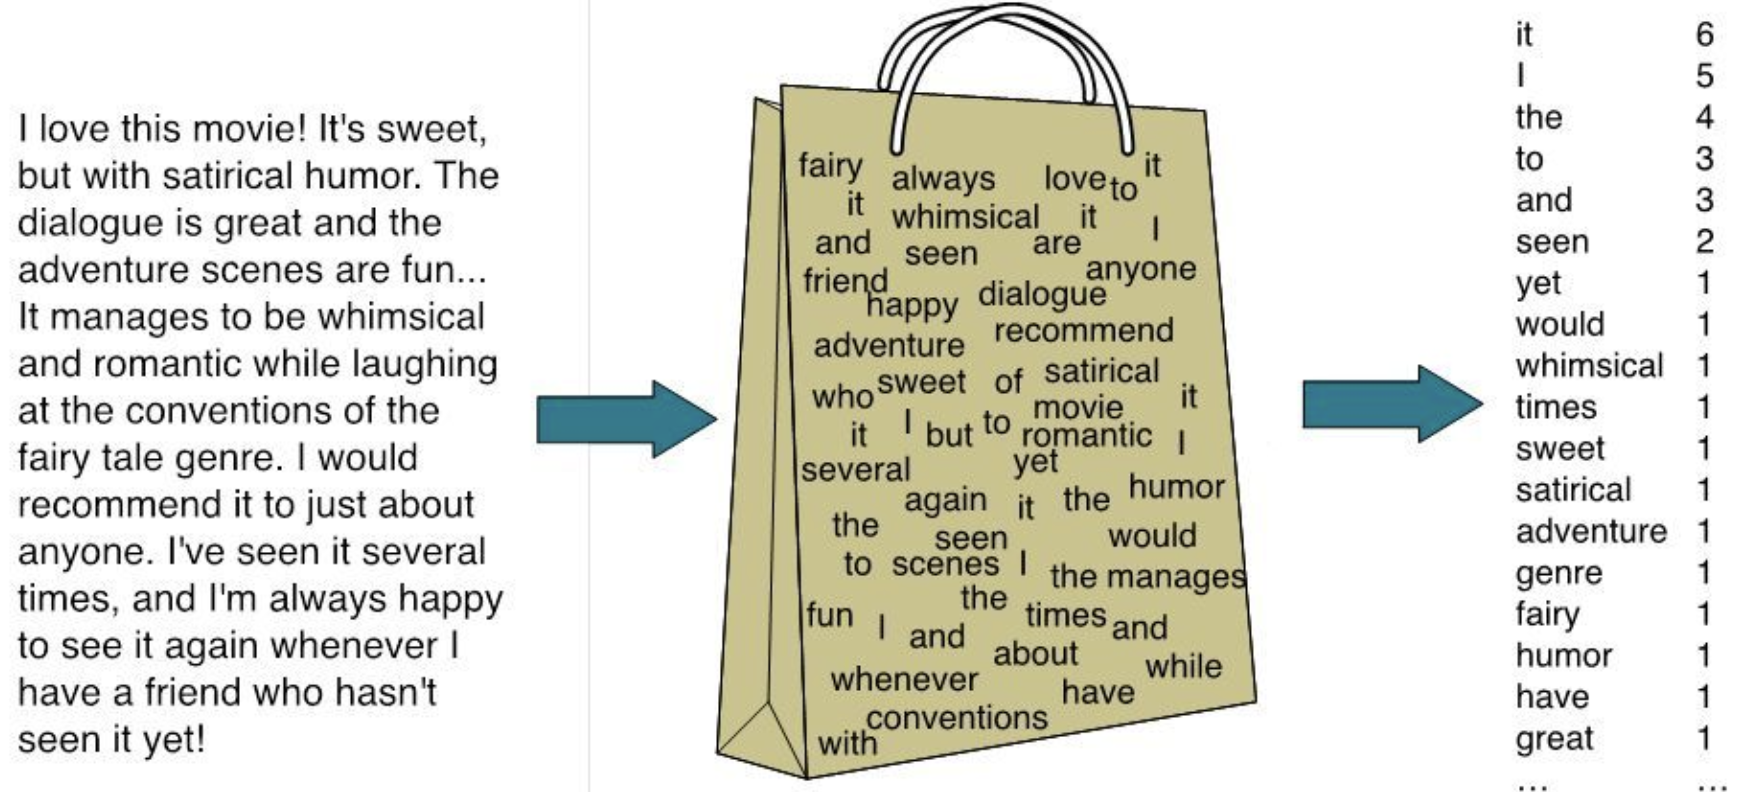 I love this movie! It's sweet,
but with satirical humor. The
dialogue is great and the
adventure scenes are fun...
It manages to be whimsical
and romantic while laughing
at the conventions of the
fairy tale genre. I would
recommend it to just about
anyone. I've seen it several
times, and I'm always happy
to see it again whenever I
have a friend who hasn't
seen it yet!
fairy always love to it
it whimsical it I
and seen are anyone
friend happy dialogue
adventure recommend
who sweet of satirical it
it I but to movie romantic I
several yet
again it the humor
the seen would
to scenes I the manages
fun the times and
I and about while
whenever have
conventions
with
it 6
I 5
the 4
to 3
and 3
seen 2
yet 1
would 1
whimsical 1
times 1
sweet 1
satirical 1
adventure 1
genre 1
fairy 1
humor 1
have 1
great 1
... ...